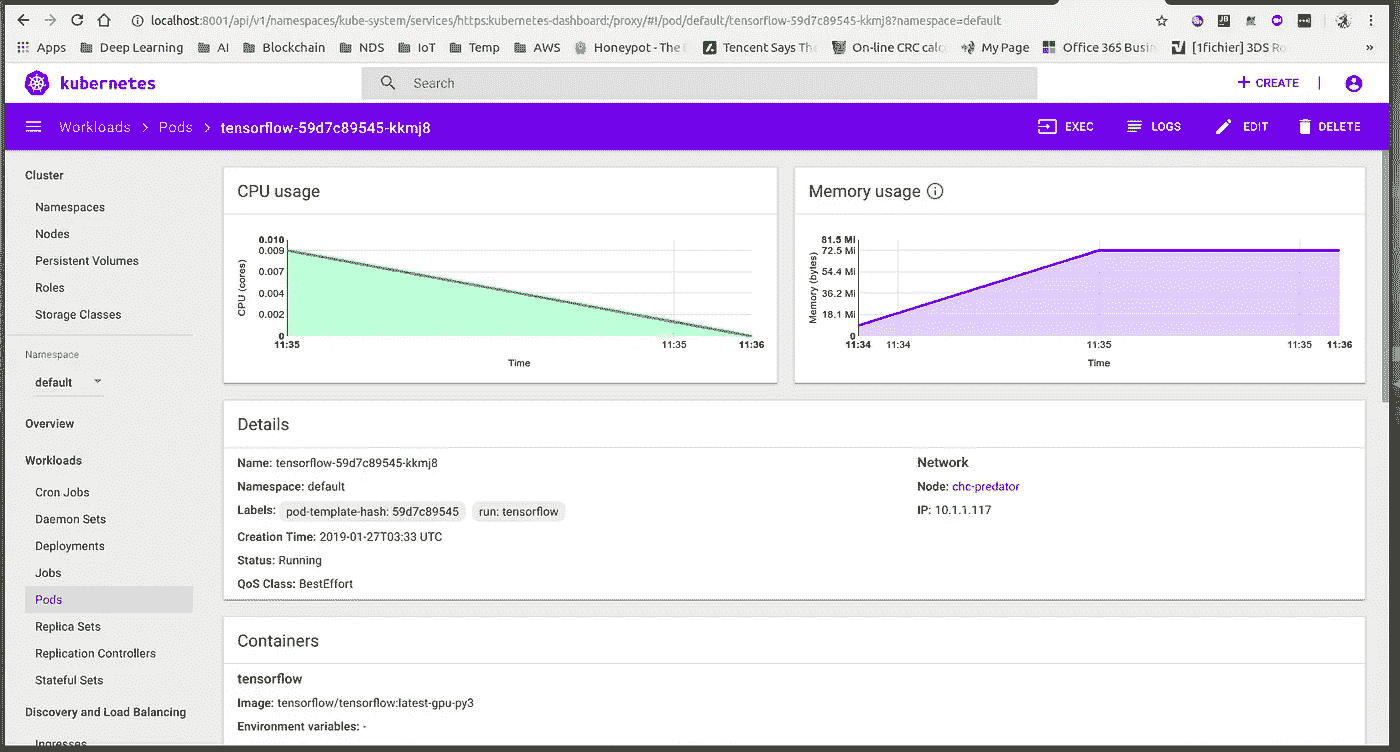 localhost:8001/api/v1/namespaces/kube-system/services/https:kubernetes-dashboard:/proxy/#!/pod/default/tensorflow-59d7c89545-kkmj8?namespace=default
Apps Deep Learning AI Blockchain NDS IoT Temp AWS Honeypot - The Tencent Says The On-line CRC calc My Page Office 365 Busin [1fichier] 3DS Ro »
kubernetes Search + CREATE
Workloads > Pods > tensorflow-59d7c89545-kkmj8 EXEC LOGS EDIT DELETE
Cluster
Namespaces
Nodes
Persistent Volumes
Roles
Storage Classes
Namespace
default
Overview
Workloads
Cron Jobs
Daemon Sets
Deployments
Jobs
Pods
Replica Sets
Replication Controllers
Stateful Sets
Discovery and Load Balancing
Ingresses
CPU usage
CPU (cores)
0.010
0.009
0.007
0.004
0.002
0
11:35 11:35 11:36
Time
Memory usage
Memory (bytes)
81.5 Mi
72.5 Mi
54.4 Mi
36.2 Mi
18.1 Mi
0
11:34 11:34 11:35 11:35 11:36
Time
Details
Name: tensorflow-59d7c89545-kkmj8
Namespace: default
Labels: pod-template-hash: 59d7c89545 run: tensorflow
Creation Time: 2019-01-27T03:33 UTC
Status: Running
QoS Class: BestEffort
Network
Node: chc-predator
IP: 10.1.1.117
Containers
tensorflow
Image: tensorflow/tensorflow:latest-gpu-py3
Environment variables: -